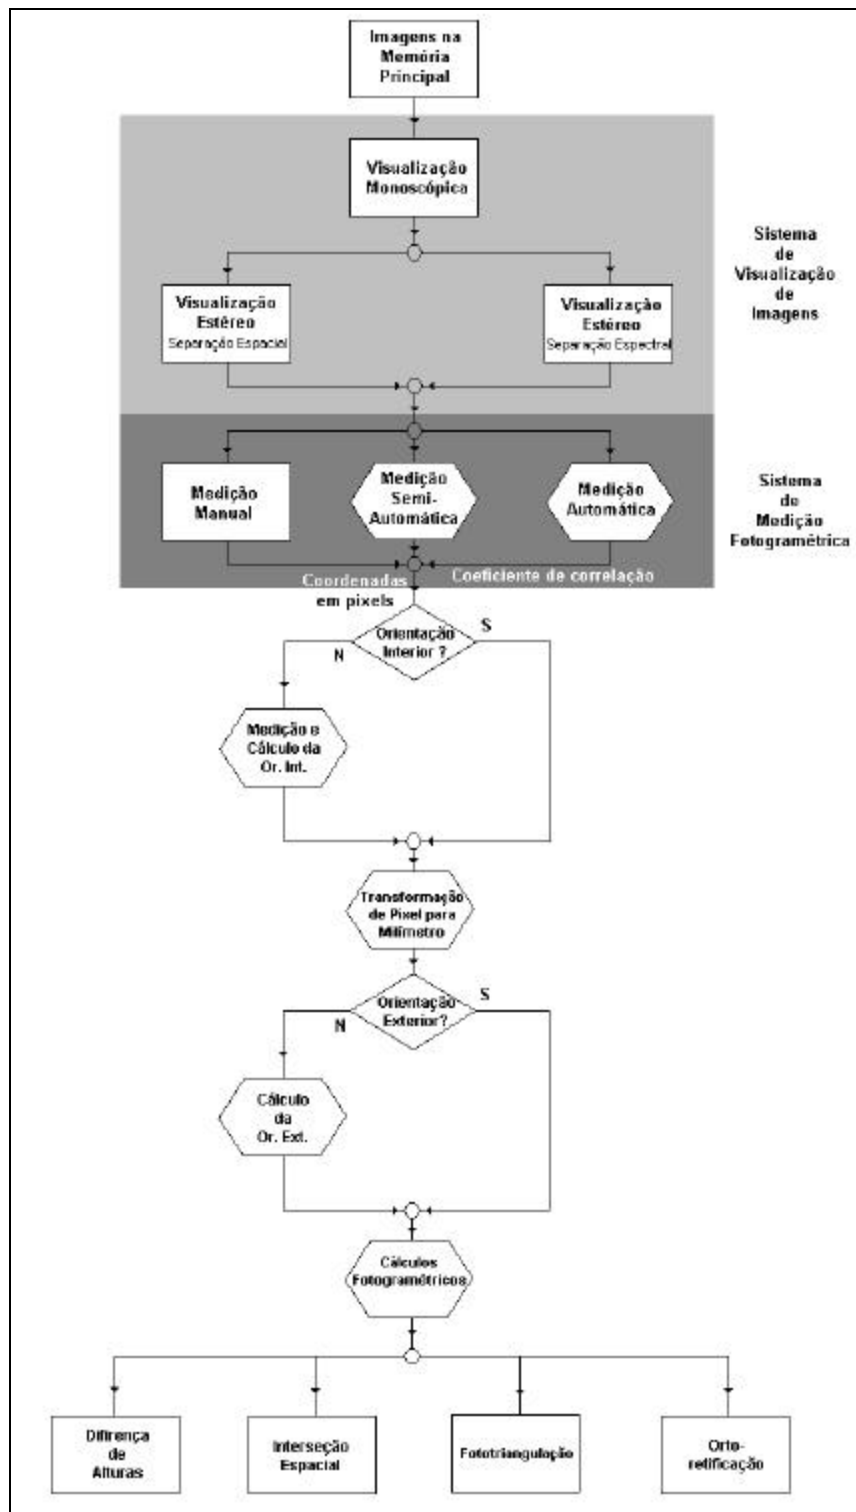 Imagens na
Memória
Principal
Visualização
Monoscópica
Sistema
de
Visualização
de
Imagens
Visualização
Estéreo
Separação Espacial
Visualização
Estéreo
Separação Espectral
Medição
Manual
Medição
Semi-
Automática
Medição
Automática
Sistema
de
Medição
Fotogramétrica
Coordenadas
em pixels
Coeficiente de correlação
Orientação
Interior ?
N
S
Medição e
Cálculo da
Or. Int.
Transformação
de Pixel para
Milímetro
Orientação
Exterior?
N
S
Cálculo
da
Or. Ext.
Cálculos
Fotogramétricos
Difirença
de
Alturas
Interseção
Espacial
Fototriangulação
Orto-
retificação